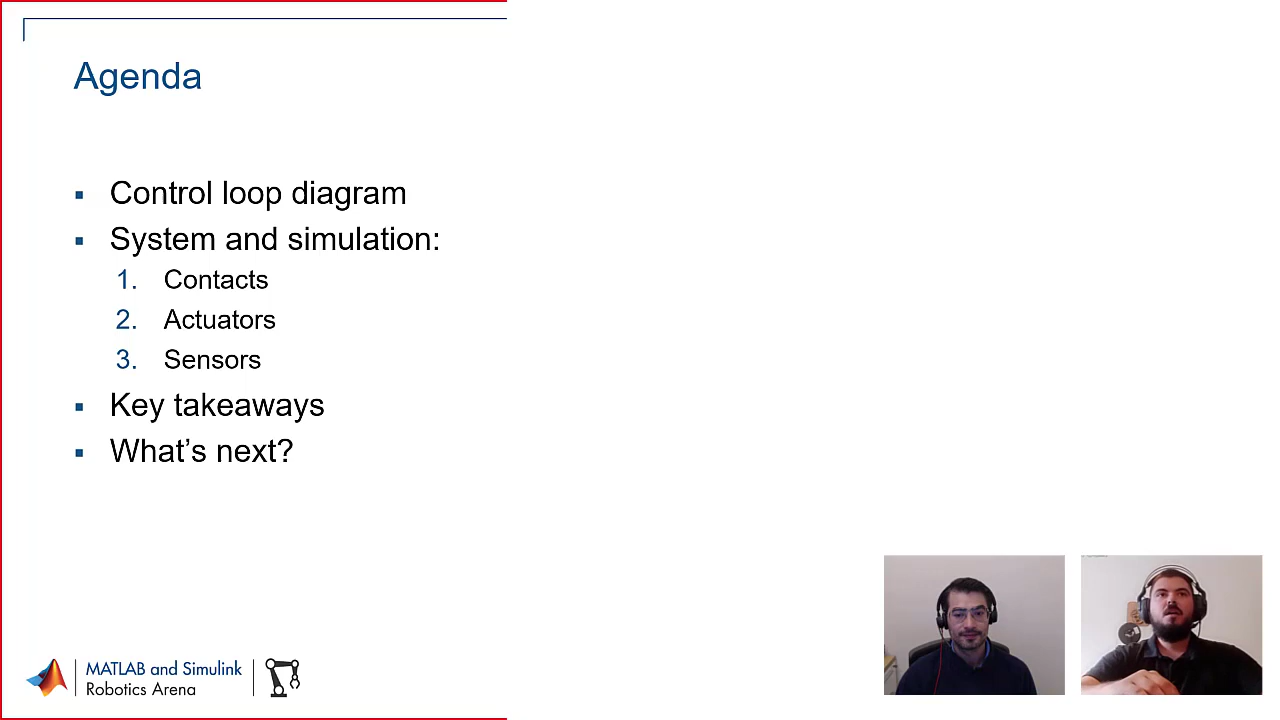 Agenda
▪ Control loop diagram
▪ System and simulation:
1. Contacts
2. Actuators
3. Sensors
▪ Key takeaways
▪ What’s next?
MATLAB and Simulink
Robotics Arena